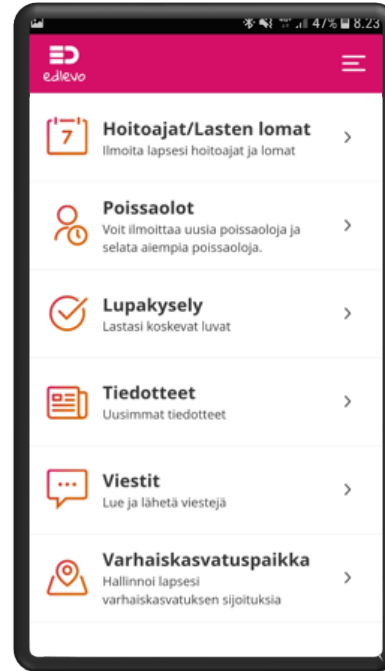 47% 8.23
edlevo
7
Hoitoajat/Lasten lomat
Ilmoita lapsesi hoitoajat ja lomat
Poissaolot
Voit ilmoittaa uusia poissaoloja ja
selata aiempia poissaoloja.
Lupakysely
Lastasi koskevat luvat
Tiedotteet
Uusimmat tiedotteet
Viestit
Lue ja lähetä viestejä
Varhaiskasvatuspaikka
Hallinnoi lapsesi
varhaiskasvatuksen sijoituksia